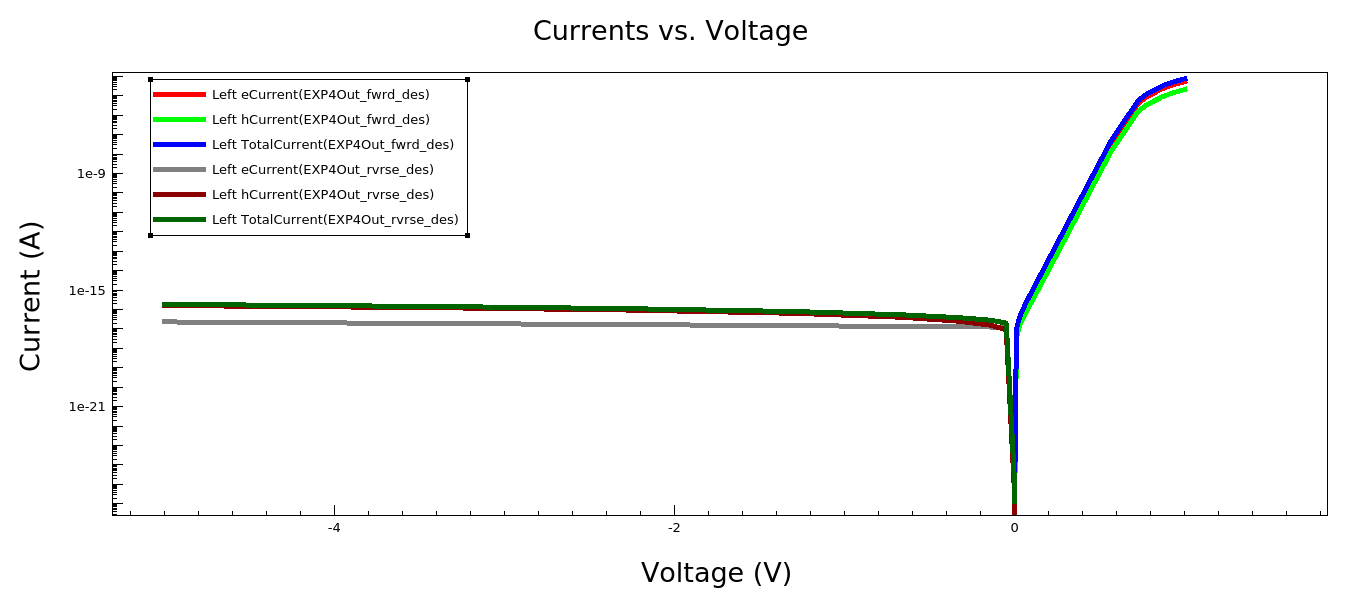 Currents vs. Voltage
Left eCurrent(EXP4Out_fwrd_des)
Left hCurrent(EXP4Out_fwrd_des)
Left TotalCurrent(EXP4Out_fwrd_des)
Left eCurrent(EXP4Out_rvrse_des)
Left hCurrent(EXP4Out_rvrse_des)
Left TotalCurrent(EXP4Out_rvrse_des)
1e-9
1e-15
1e-21
Current (A)
-4 -2 0
Voltage (V)